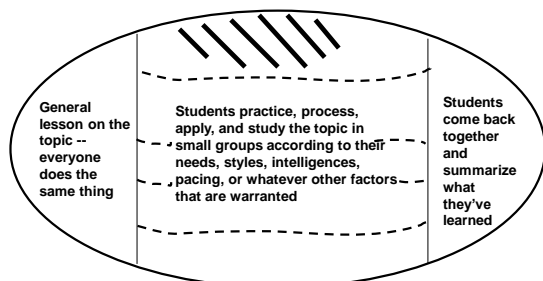 General
lesson on the
topic --
everyone
does the
same thing
Students practice, process,
apply, and study the topic in
small groups according to their
needs, styles, intelligences,
pacing, or whatever other factors
that are warranted
Students
come back
together
and
summarize
what
they've
learned